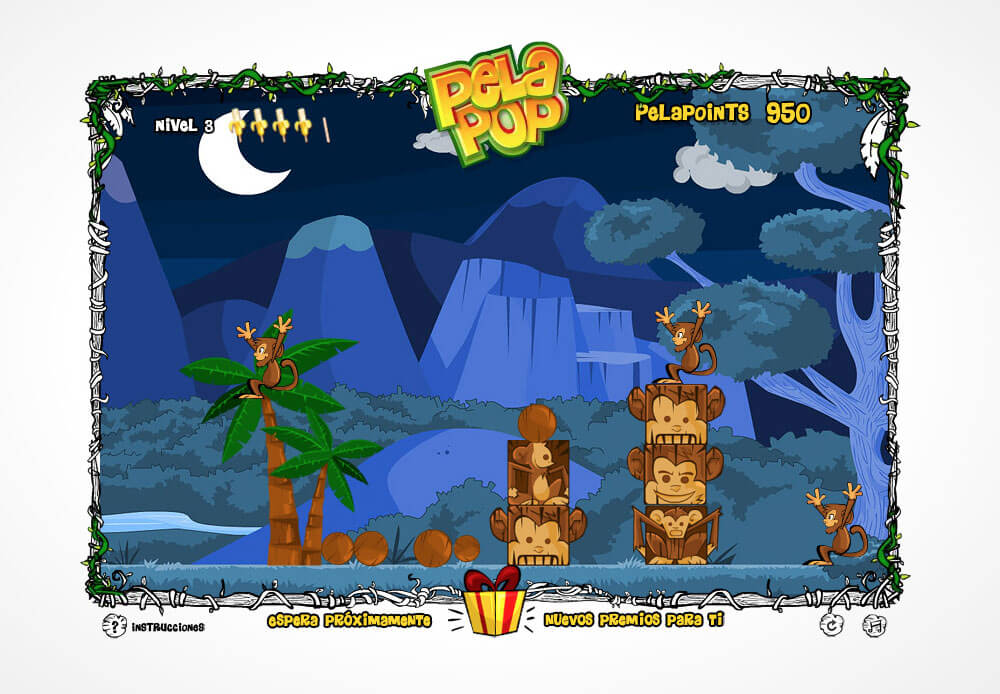 PELA
POP
NIVEL 3
PELAPOINTS 950
? INSTRUCCIONES
ESPERA PRÓXIMAMENTE
NUEVOS PREMIOS PARA TI